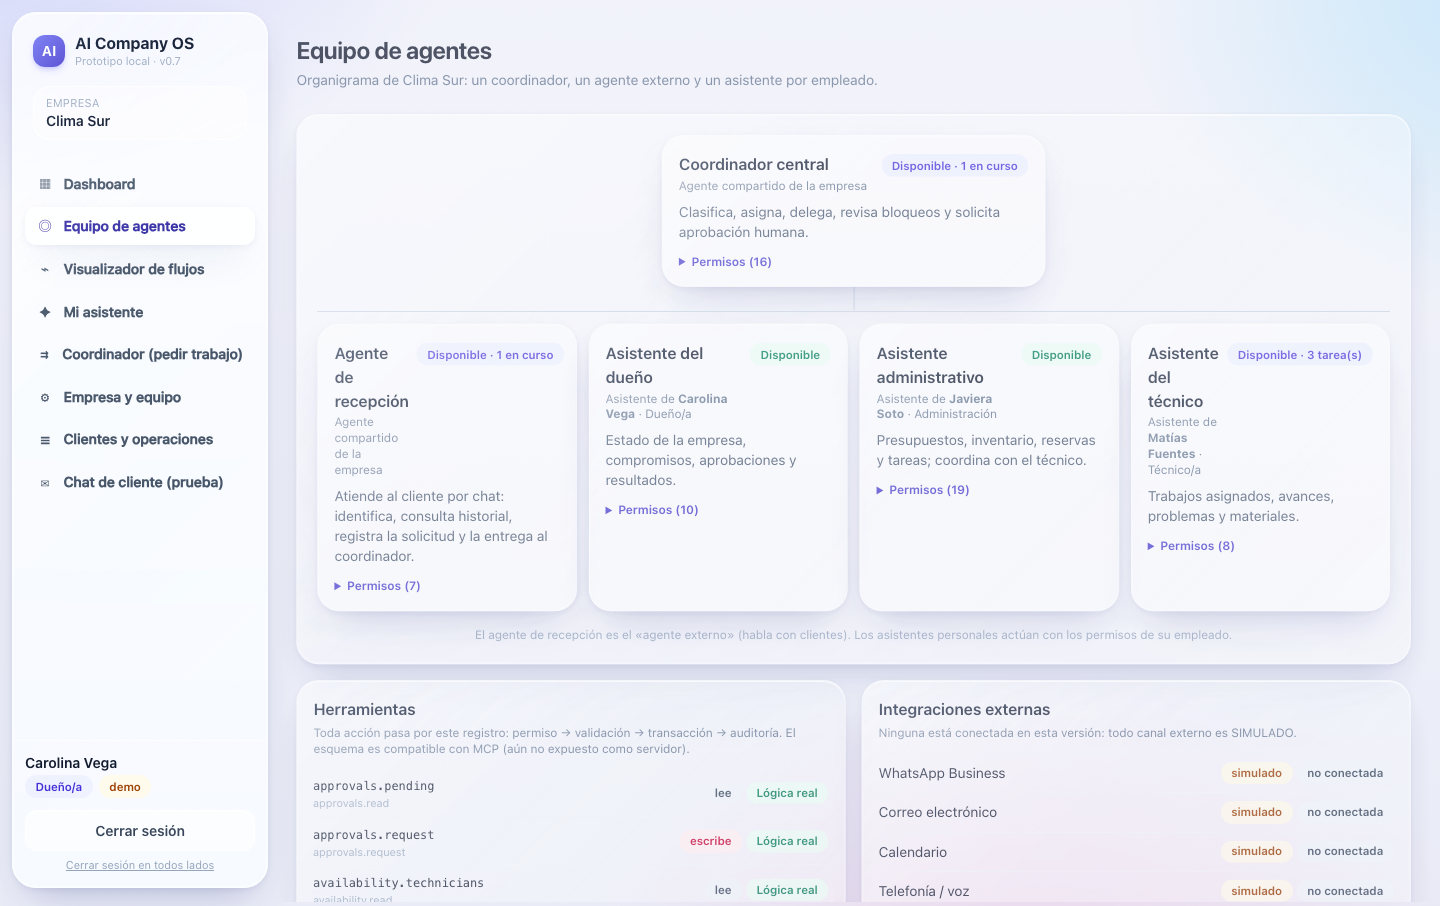 AI
AI Company OS
Prototipo local · v0.7
EMPRESA
Clima Sur
Dashboard
Equipo de agentes
Visualizador de flujos
Mi asistente
Coordinador (pedir trabajo)
Empresa y equipo
Clientes y operaciones
Chat de cliente (prueba)
Carolina Vega
Dueño/a demo
Cerrar sesión
Cerrar sesión en todos lados
Equipo de agentes
Organigrama de Clima Sur: un coordinador, un agente externo y un asistente por empleado.
Coordinador central
Disponible · 1 en curso
Agente compartido de la empresa
Clasifica, asigna, delega, revisa bloqueos y solicita
aprobación humana.
Permisos (16)
Agente
de
recepción
Disponible · 1 en curso
Agente
compartido
de la
empresa
Atiende al cliente por chat:
identifica, consulta historial,
registra la solicitud y la entrega al
coordinador.
Permisos (7)
Asistente del
dueño
Disponible
Asistente de Carolina
Vega · Dueño/a
Estado de la empresa,
compromisos, aprobaciones y
resultados.
Permisos (10)
Asistente
administrativo
Disponible
Asistente de Javiera
Soto · Administración
Presupuestos, inventario, reservas
y tareas; coordina con el técnico.
Permisos (19)
Asistente
del
técnico
Disponible · 3 tarea(s)
Asistente de
Matías
Fuentes ·
Técnico/a
Trabajos asignados, avances,
problemas y materiales.
Permisos (8)
El agente de recepción es el «agente externo» (habla con clientes). Los asistentes personales actúan con los permisos de su empleado.
Herramientas
Toda acción pasa por este registro: permiso → validación → transacción → auditoría. El
esquema es compatible con MCP (aún no expuesto como servidor).
approvals.pending
approvals.read
lee Lógica real
approvals.request
approvals.request
escribe Lógica real
availability.technicians
availability.read
lee Lógica real
Integraciones externas
Ninguna está conectada en esta versión: todo canal externo es SIMULADO.
WhatsApp Business simulado no conectada
Correo electrónico simulado no conectada
Calendario simulado no conectada
Telefonía / voz simulado no conectada